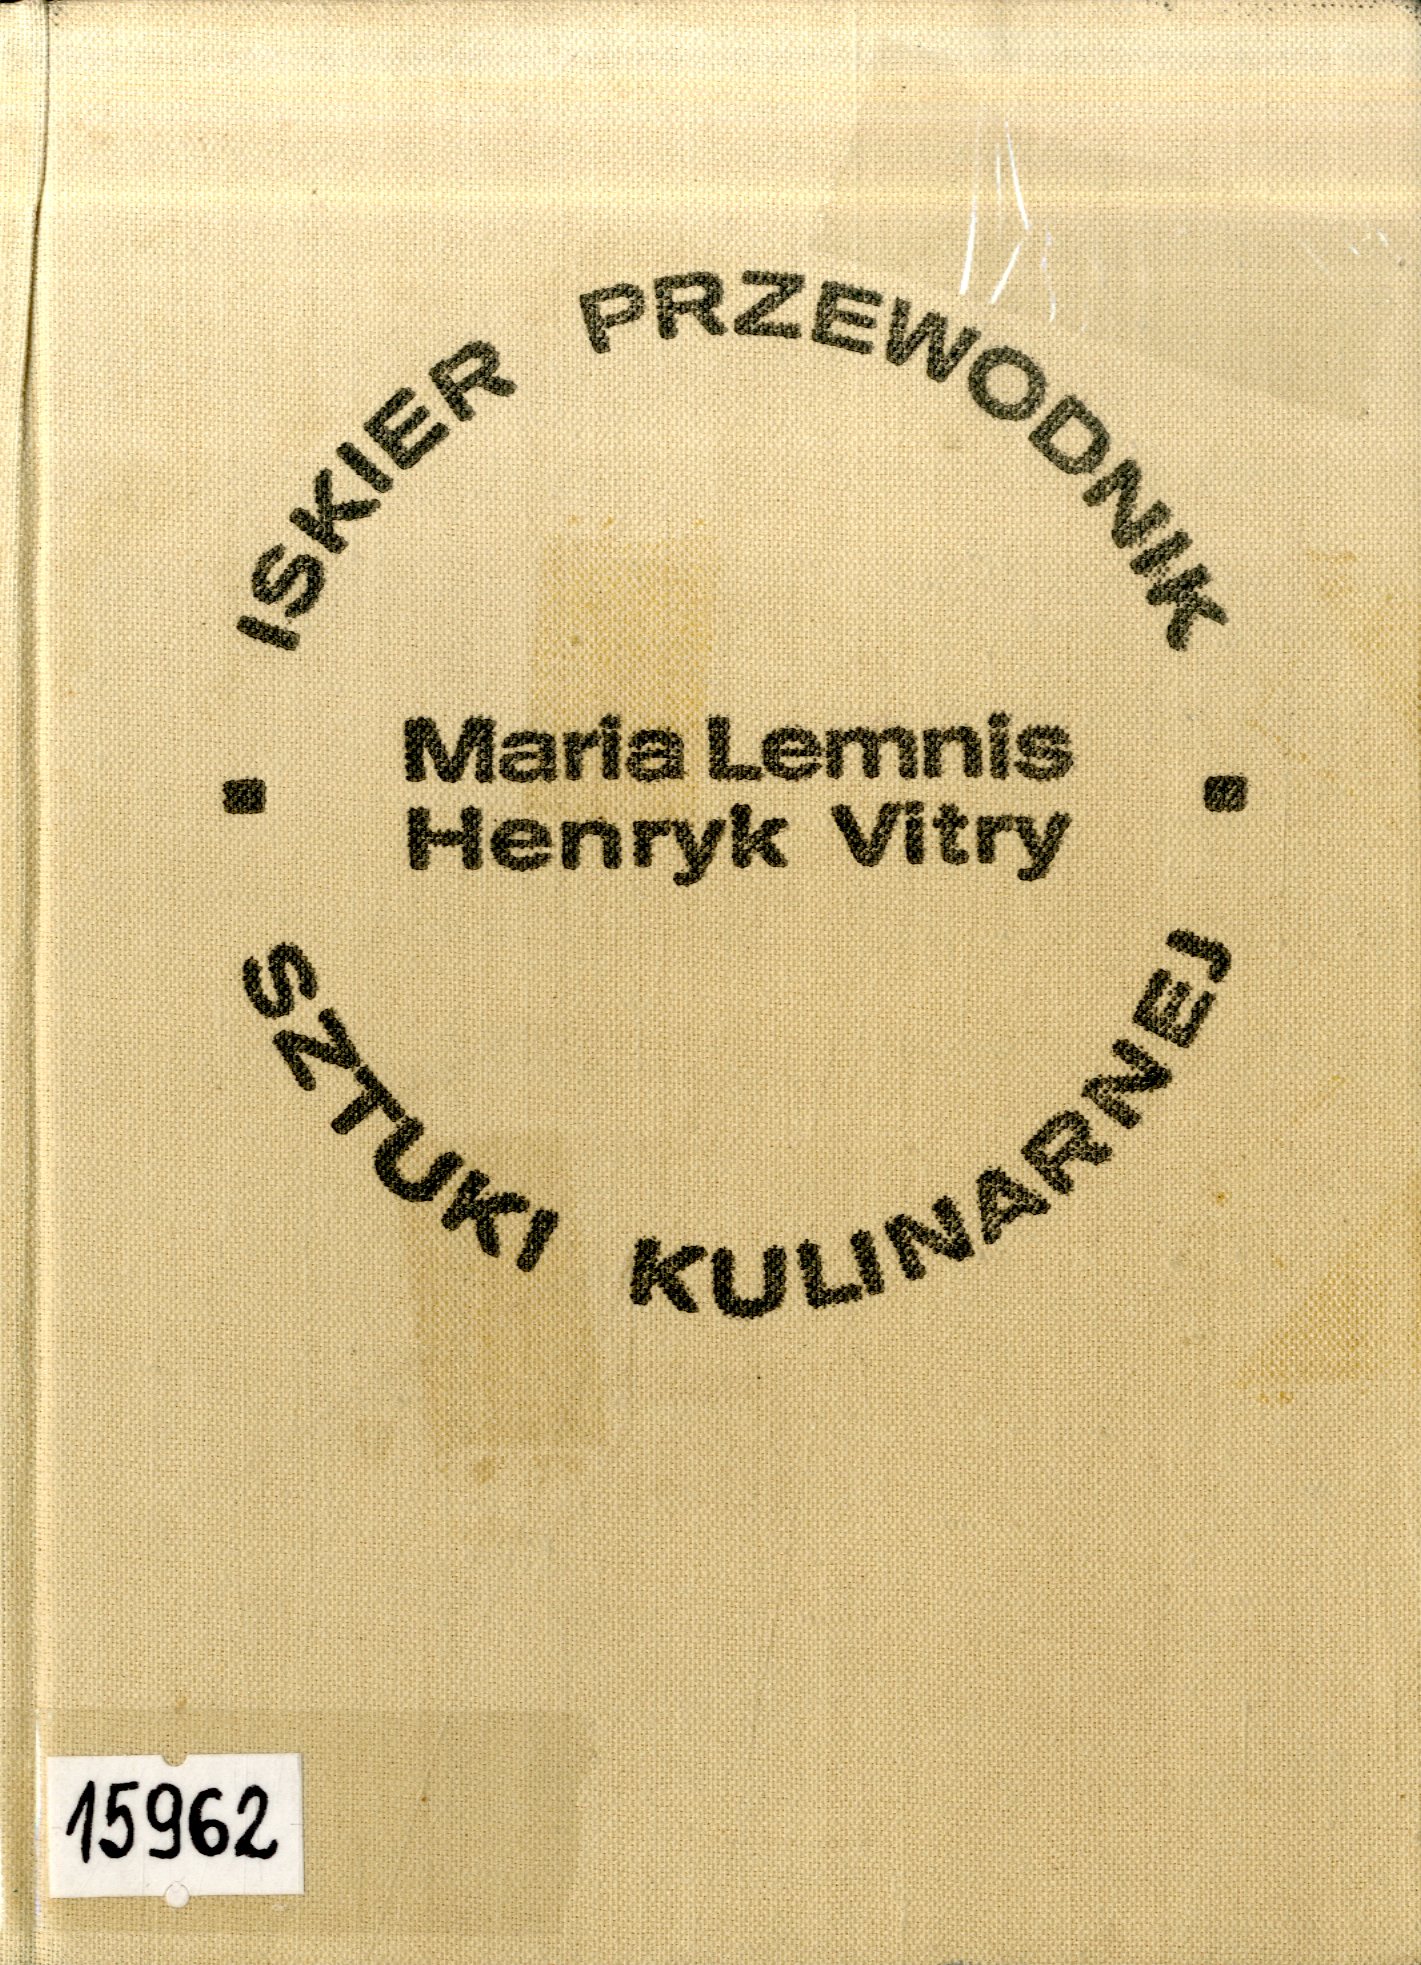 ISKIER PRZEWODNIK
Maria Lemnis
Henryk Vitry
SZTUKI KULINARNEJ
15962